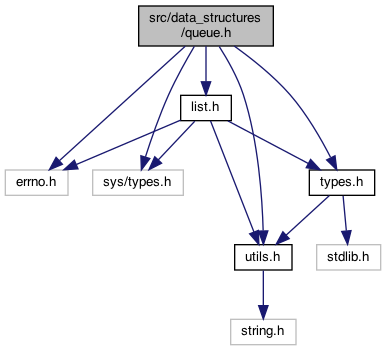 src/data_structures
/queue.h
list.h
errno.h
sys/types.h
types.h
utils.h
stdlib.h
string.h